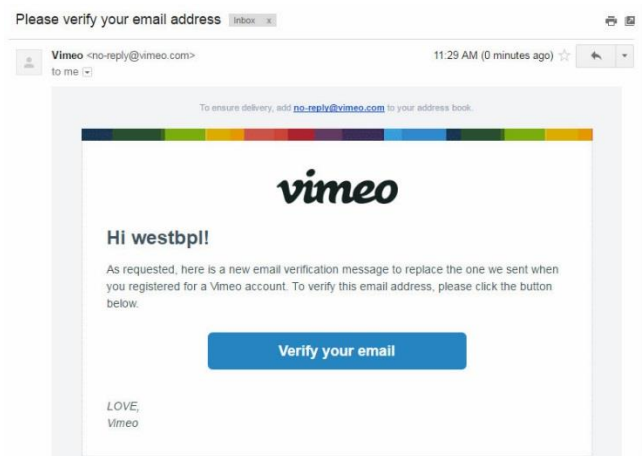 Please verify your email address Inbox x
Vimeo <no-reply@vimeo.com> 11:29 AM (0 minutes ago)
to me
To ensure delivery, add no-reply@vimeo.com to your address book.
vimeo
Hi westbpl!
As requested, here is a new email verification message to replace the one we sent when
you registered for a Vimeo account. To verify this email address, please click the button
below.
Verify your email
LOVE,
Vimeo